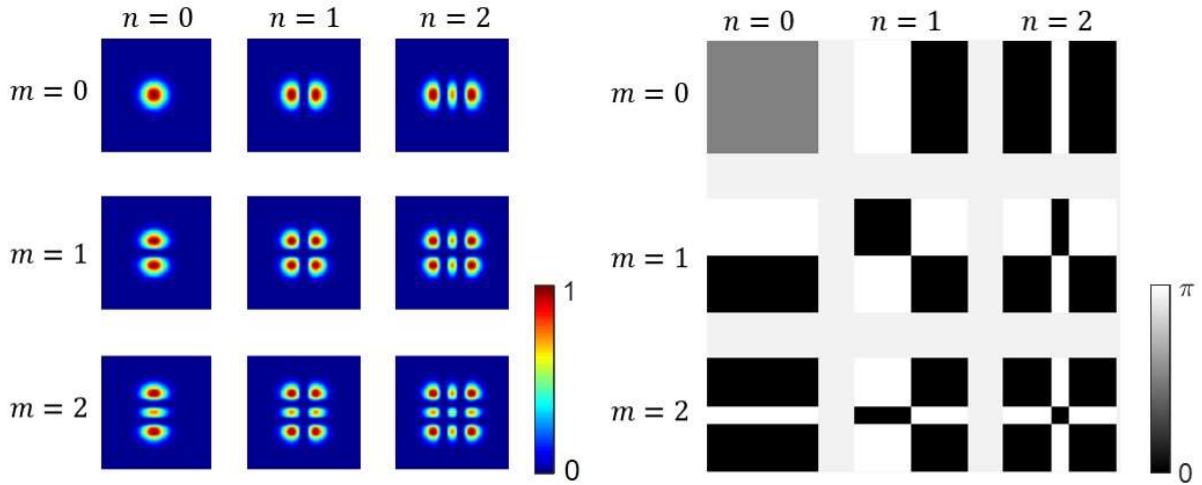 n = 0 n = 1 n = 2
m = 0
m = 1
m = 2
1
0
n = 0 n = 1 n = 2
m = 0
m = 1
m = 2
π
0